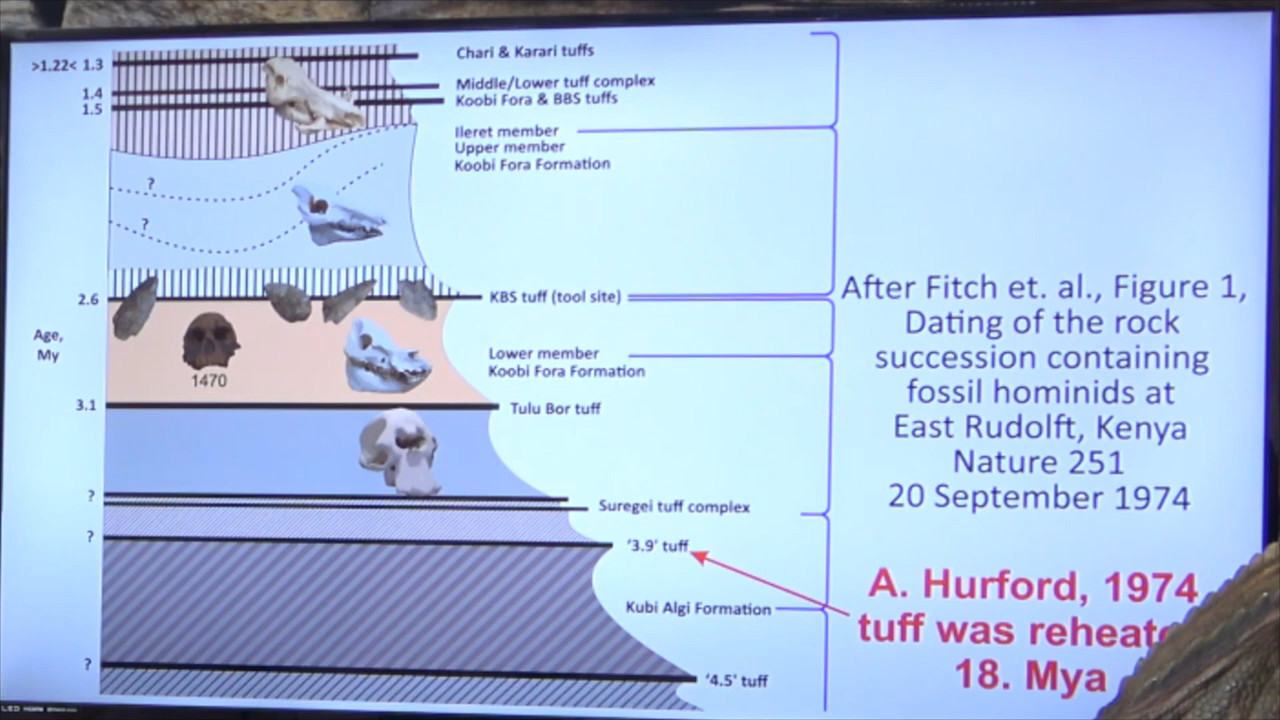 >1.22< 1.3
1.4
1.5
Chari & Karari tuffs
Middle/Lower tuff complex
Koobi Fora & BBS tuffs
Ileret member
Upper member
Koobi Fora Formation
?
?
2.6
KBS tuff (tool site)
Age,
My
1470
Lower member
Koobi Fora Formation
3.1
Tulu Bor tuff
?
Suregei tuff complex
?
'3.9' tuff
Kubi Algi Formation
?
'4.5' tuff
After Fitch et. al., Figure 1,
Dating of the rock
succession containing
fossil hominids at
East Rudolft, Kenya
Nature 251
20 September 1974
A. Hurford, 1974
tuff was
18. Mya
LED HDMI